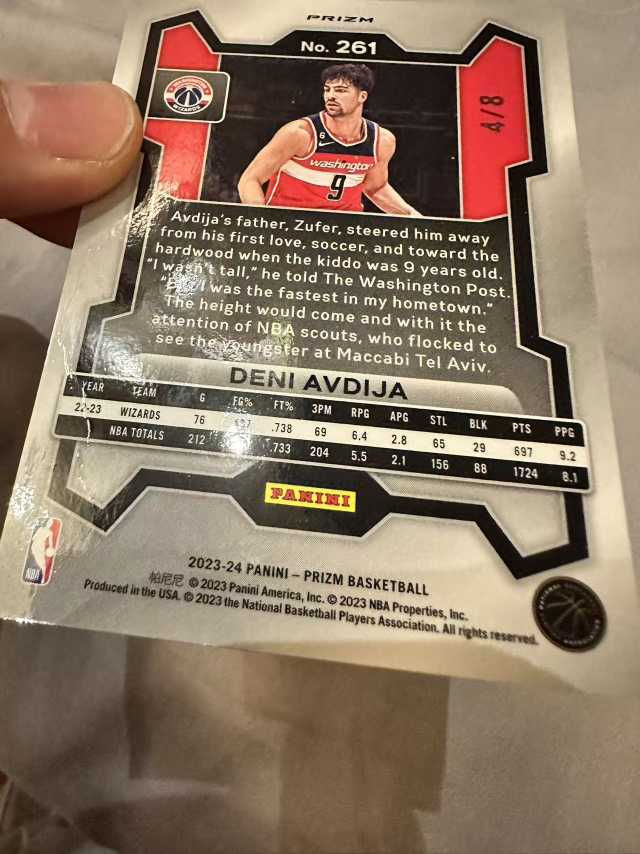 PRIZM
No. 261
WASHINGTON
WIZARDS
4/8
washington
6
9
Avdija's father, Zufer, steered him away
from his first love, soccer, and toward the
hardwood when the kiddo was 9 years old.
"I wasn't tall," he told The Washington Post.
I was the fastest in my hometown."
The height would come and with it the
attention of NBA scouts, who flocked to
see the youngster at Maccabi Tel Aviv.
DENI AVDIJA
YEAR TEAM G FG% FT% 3PM RPG APG STL BLK PTS PPG
22-23 WIZARDS 76 .738 69 6.4 2.8 65 29 697 9.2
NBA TOTALS 212 .733 204 5.5 2.1 156 88 1724 8.1
PANINI
NBA
2023-24 PANINI – PRIZM BASKETBALL
帕尼尼 © 2023 Panini America, Inc. © 2023 NBA Properties, Inc.
Produced in the USA. © 2023 the National Basketball Players Association. All rights reserved.